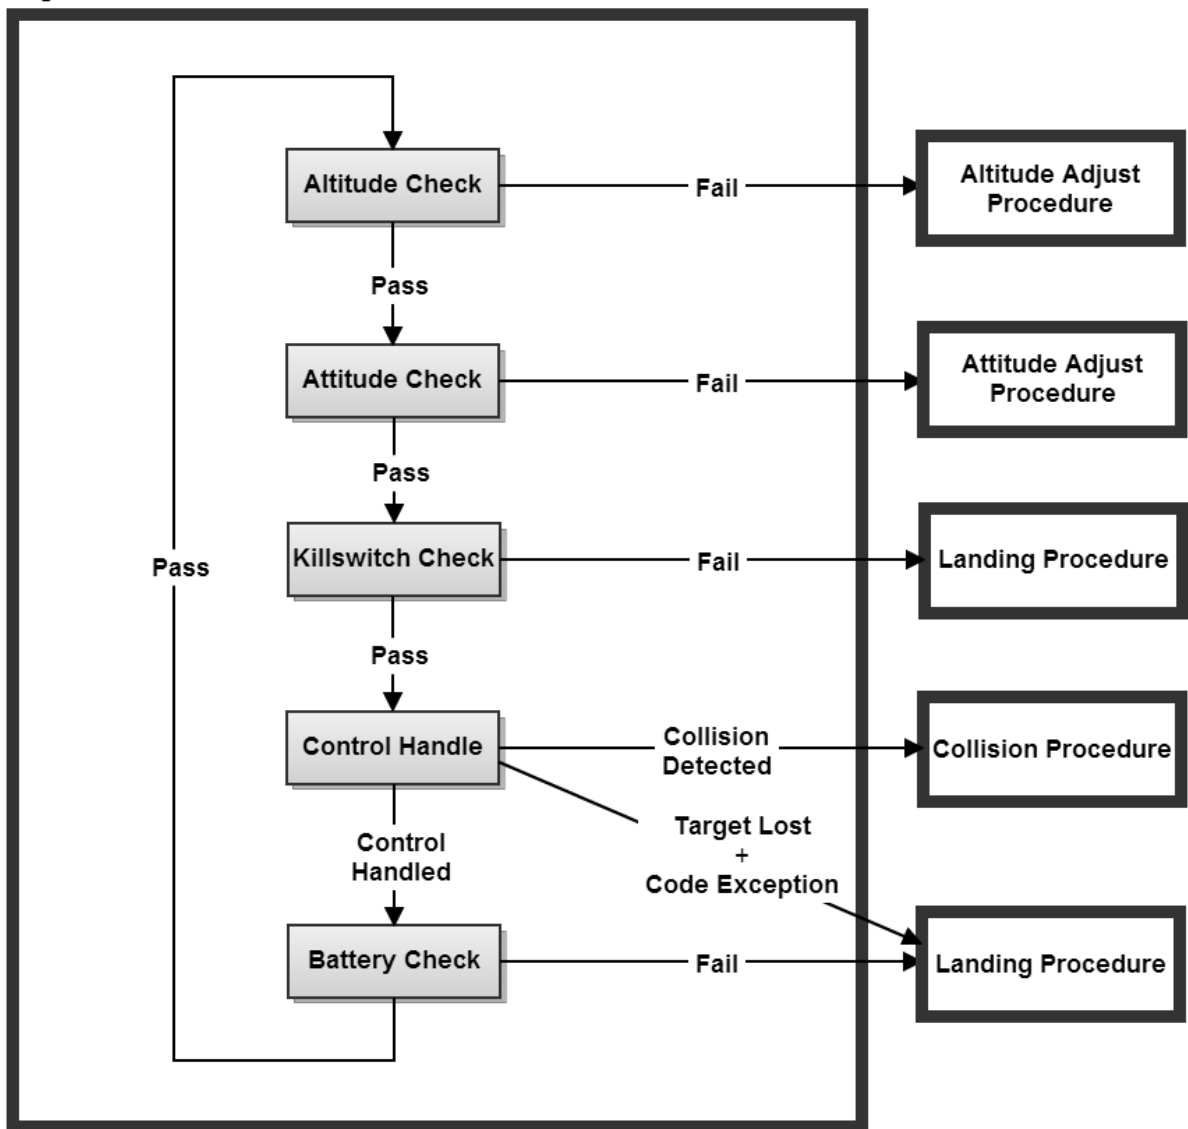 Altitude Check
Fail
Altitude Adjust
Procedure
Pass
Attitude Check
Fail
Attitude Adjust
Procedure
Pass
Killswitch Check
Fail
Landing Procedure
Pass
Pass
Control Handle
Collision
Detected
Collision Procedure
Control
Handled
Target Lost
+
Code Exception
Battery Check
Fail
Landing Procedure